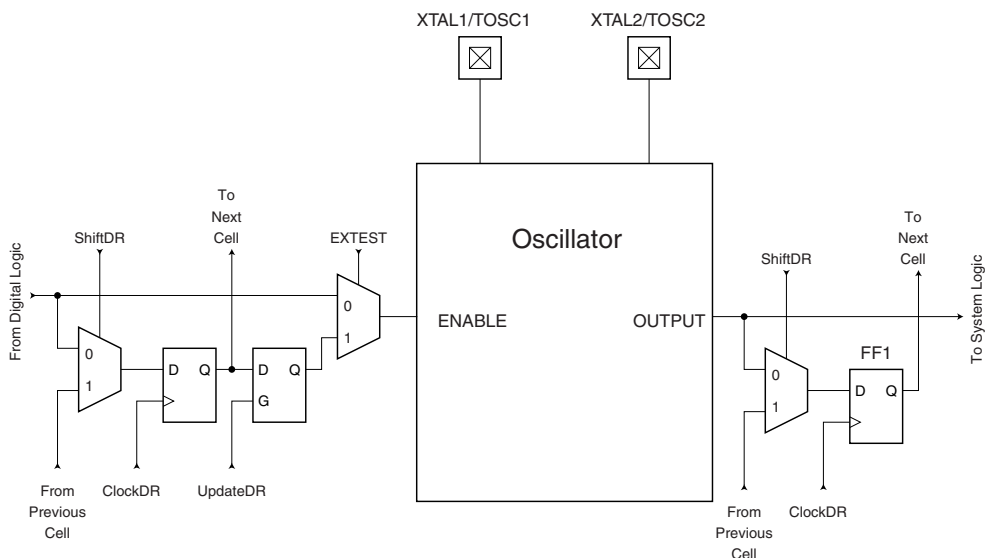 XTAL1/TOSC1
XTAL2/TOSC2
To
Next
Cell
ShiftDR
EXTEST
From Digital Logic
0
1
D Q
D Q
G
0
1
From
Previous
Cell
ClockDR
UpdateDR
Oscillator
ENABLE
OUTPUT
To
Next
Cell
ShiftDR
To System Logic
FF1
0
1
D Q
From
Previous
Cell
ClockDR